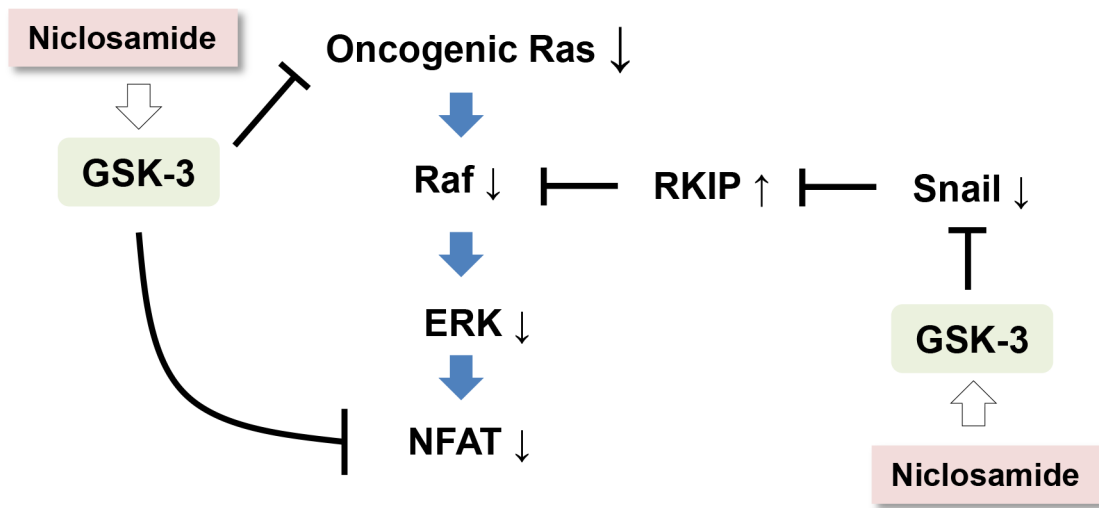 Niclosamide
Oncogenic Ras ↓
GSK-3
Raf ↓
RKIP ↑
Snail ↓
ERK ↓
GSK-3
NFAT ↓
Niclosamide